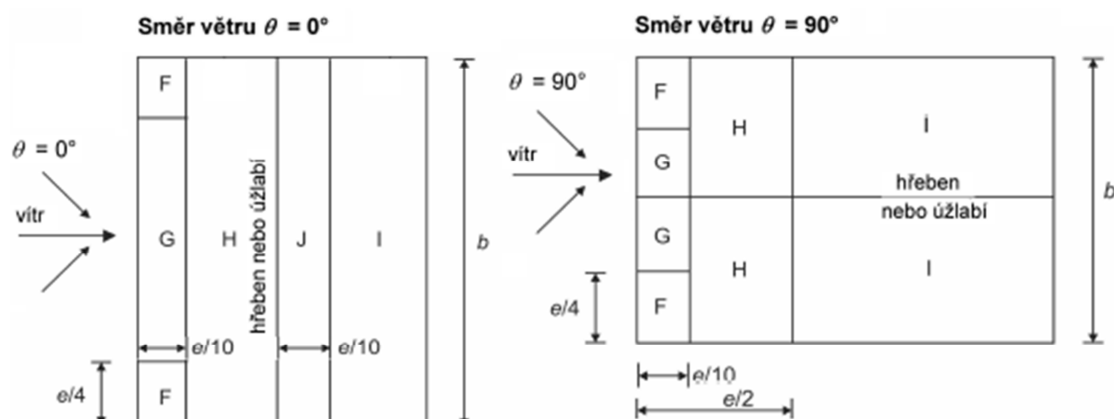 Směr větru θ = 0°
F
θ = 0°
vítr
G
H
hřeben nebo úžlabí
J
I
b
e/10
e/10
e/4
F
Směr větru θ = 90°
θ = 90°
vítr
F
H
I
G
hřeben
nebo úžlabí
b
G
H
I
e/4
F
e/10
e/2